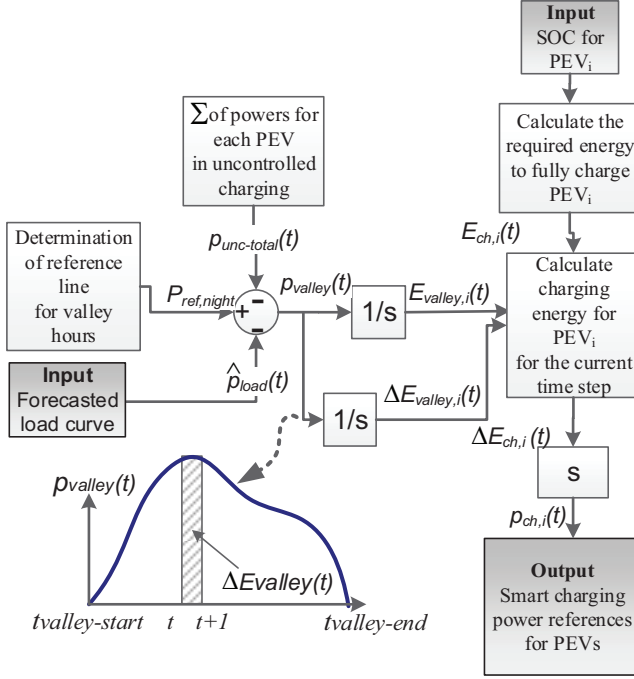 Input
SOC for
PEVi
Σ of powers for
each PEV
in uncontrolled
charging
Calculate the
required energy
to fully charge
PEVi
punc-total(t)
Ech,i(t)
Determination
of reference
line
for valley
hours
Pref,night
+
-
-
pvalley(t)
1/s
Evalley,i(t)
Calculate
charging
energy for
PEVi
for the current
time step
Input
Forecasted
load curve
p̂load(t)
1/s
ΔEvalley,i(t)
ΔEch,i(t)
s
pch,i(t)
pvalley(t)
ΔEvalley(t)
tvalley-start
t
t+1
tvalley-end
Output
Smart charging
power references
for PEVs